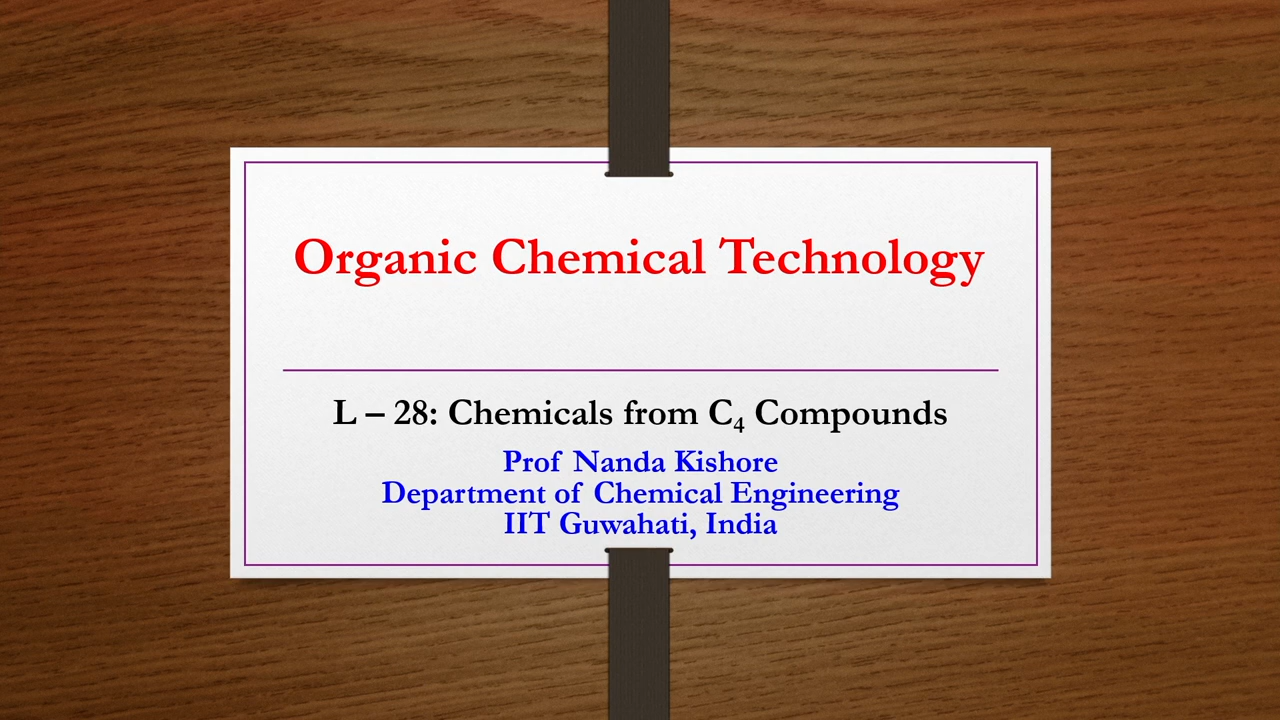 Organic Chemical Technology
L – 28: Chemicals from C₄ Compounds
Prof Nanda Kishore
Department of Chemical Engineering
IIT Guwahati, India